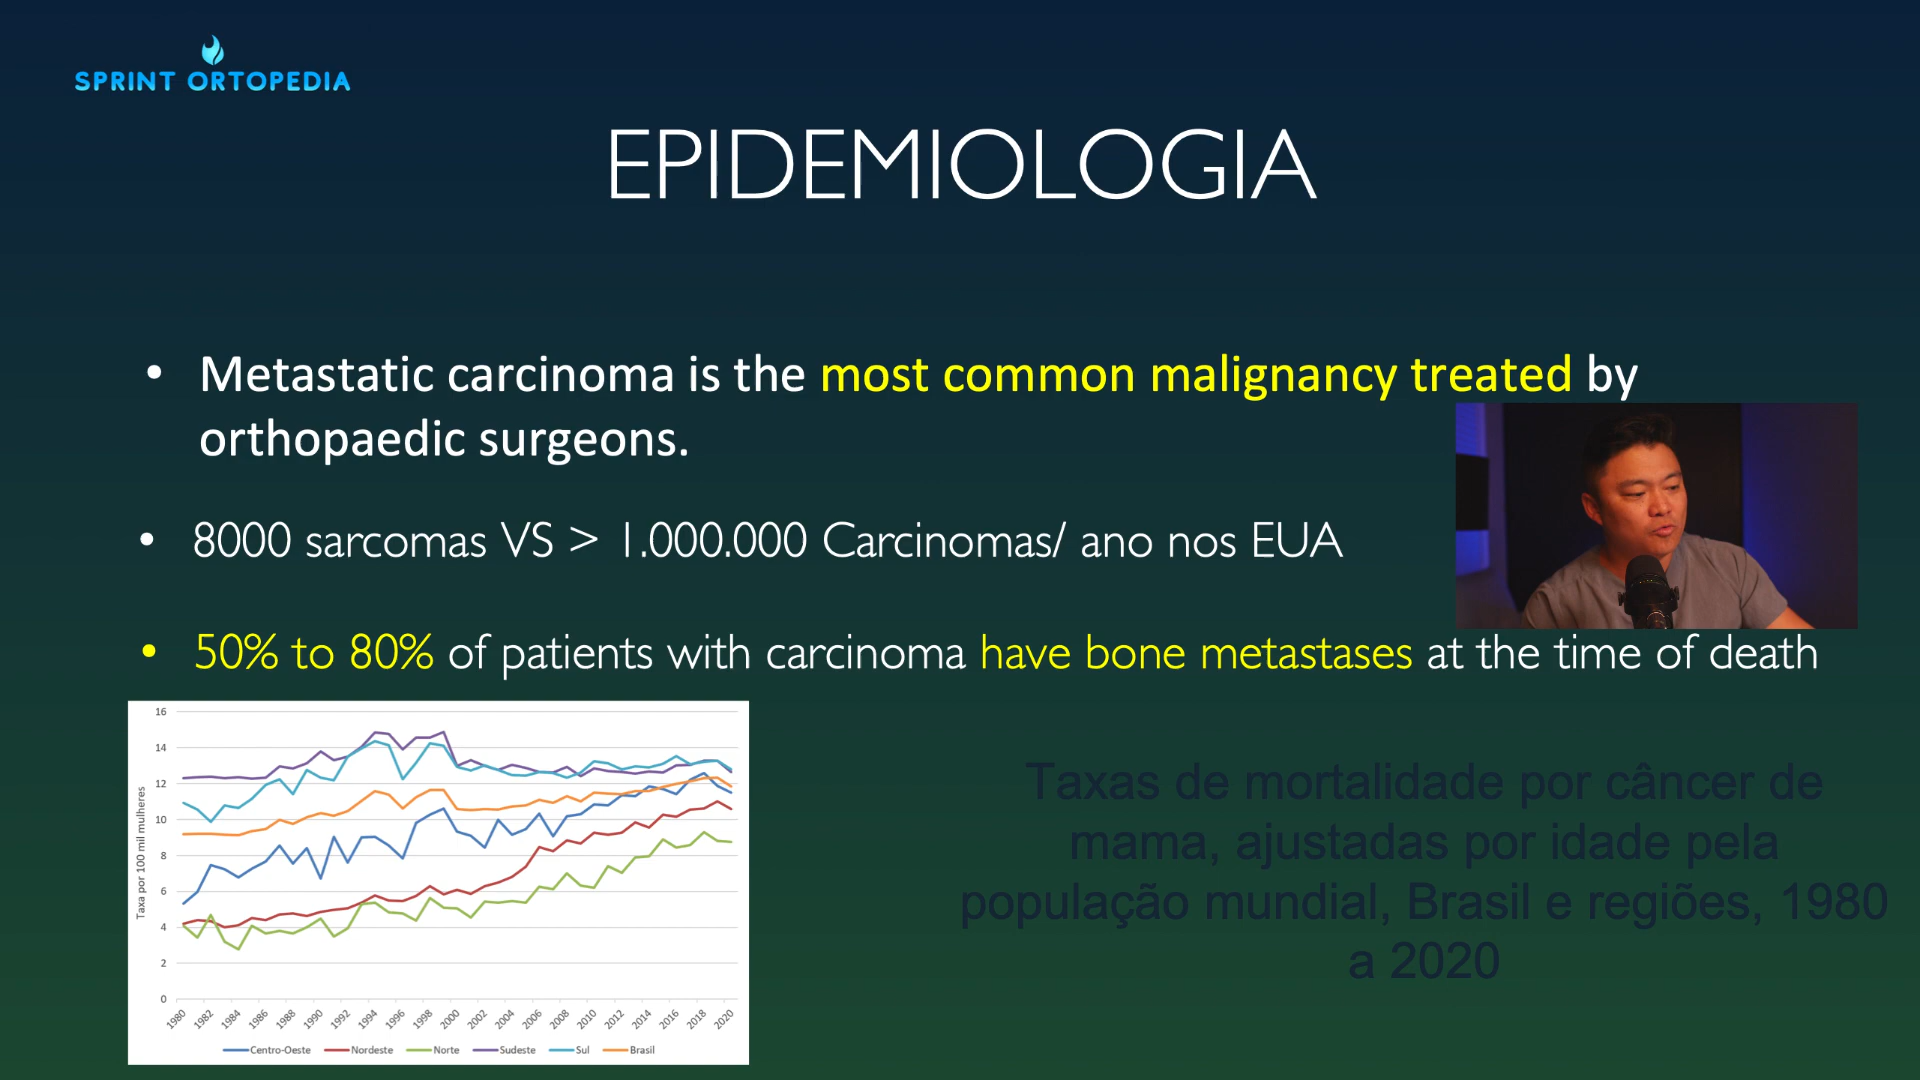 SPRINT ORTOPEDIA
EPIDEMIOLOGIA
• Metastatic carcinoma is the most common malignancy treated by
orthopaedic surgeons.
• 8000 sarcomas VS > 1.000.000 Carcinomas/ ano nos EUA
• 50% to 80% of patients with carcinoma have bone metastases at the time of death
Taxa por 100 mil mulheres
16
14
12
10
8
6
4
2
0
1980 1982 1984 1986 1988 1990 1992 1994 1996 1998 2000 2002 2004 2006 2008 2010 2012 2014 2016 2018 2020
Centro-Oeste Nordeste Norte Sudeste Sul Brasil
Taxas de mortalidade por câncer de
mama, ajustadas por idade pela
população mundial, Brasil e regiões, 1980
a 2020